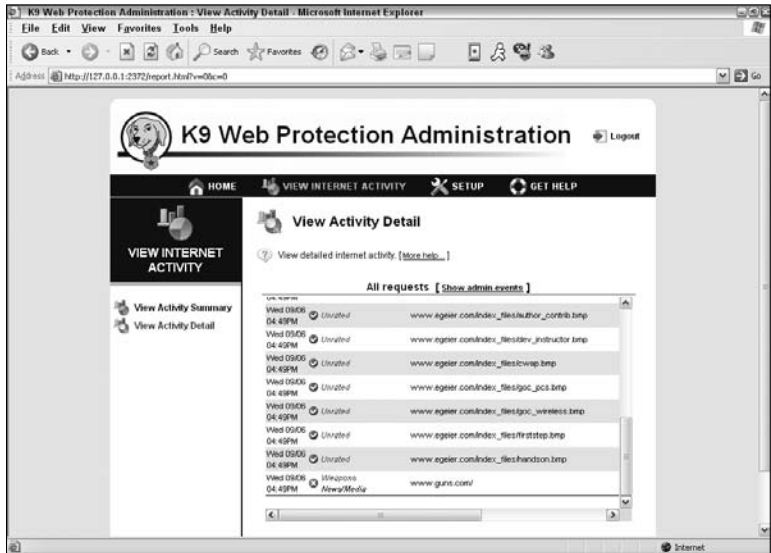 K9 Web Protection Administration : View Activity Detail - Microsoft Internet Explorer
File Edit View Favorites Tools Help
Back Search Favorites
Address http://127.0.0.1:2372/report.html?v=0&c=0 Go
K9 Web Protection Administration Logout
HOME VIEW INTERNET ACTIVITY SETUP GET HELP
VIEW INTERNET
ACTIVITY
View Activity Summary
View Activity Detail
View Activity Detail
View detailed internet activity. [More help... ]
All requests [ Show admin events ]
04:49PM
Wed 09/06
04:49PM Unrated www.egeier.com/index_files/author_contrib.bmp
Wed 09/06
04:49PM Unrated www.egeier.com/index_files/dev_instructor.bmp
Wed 09/06
04:49PM Unrated www.egeier.com/index_files/cwap.bmp
Wed 09/06
04:49PM Unrated www.egeier.com/index_files/goc_pcs.bmp
Wed 09/06
04:49PM Unrated www.egeier.com/index_files/goc_wireless.bmp
Wed 09/06
04:49PM Unrated www.egeier.com/index_files/firststep.bmp
Wed 09/06
04:49PM Unrated www.egeier.com/index_files/handson.bmp
Wed 09/06 Weapons
04:49PM News/Media www.guns.com/
Internet